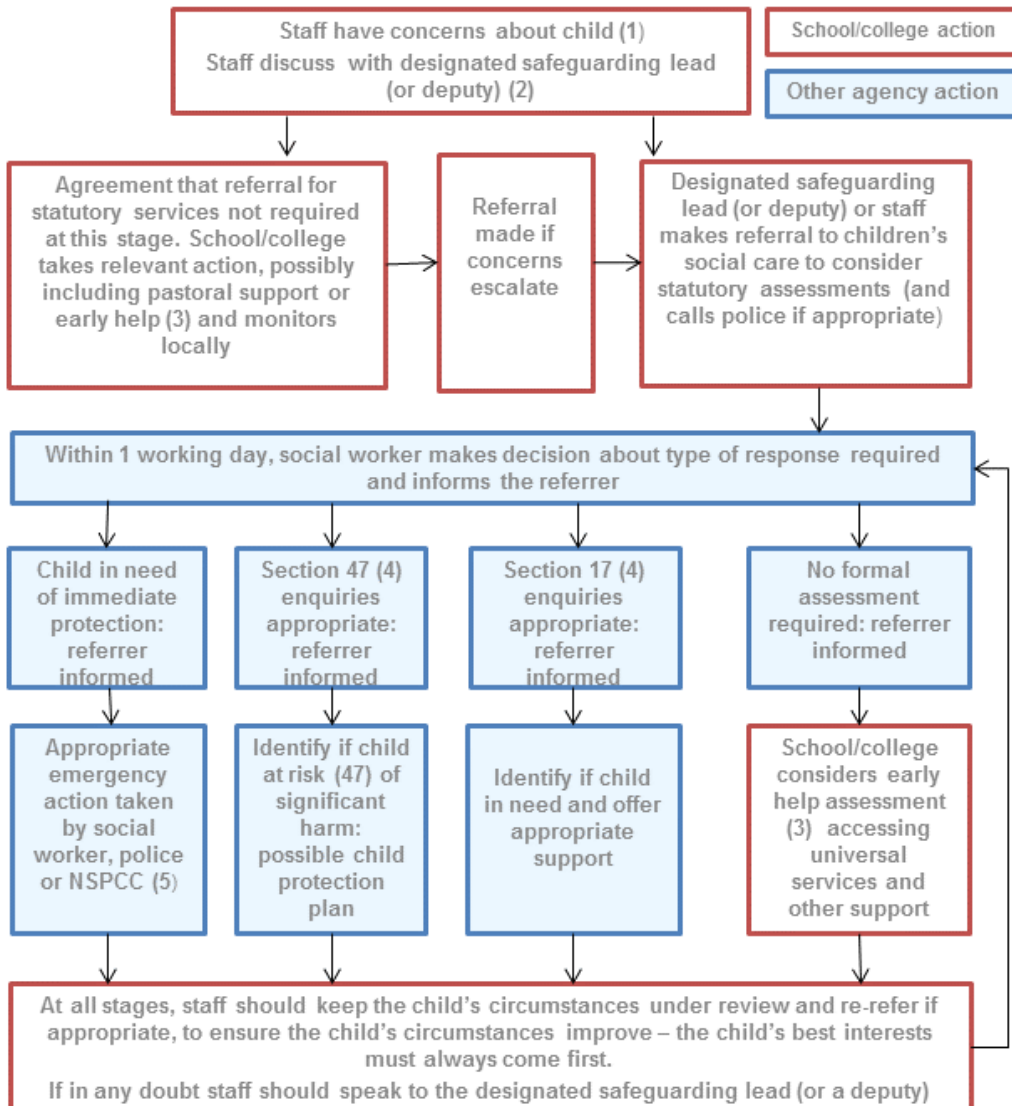 Staff have concerns about child (1)
Staff discuss with designated safeguarding lead
(or deputy) (2)
School/college action
Other agency action
Agreement that referral for
statutory services not required
at this stage. School/college
takes relevant action, possibly
including pastoral support or
early help (3) and monitors
locally
Referral
made if
concerns
escalate
Designated safeguarding
lead (or deputy) or staff
makes referral to children's
social care to consider
statutory assessments (and
calls police if appropriate)
Within 1 working day, social worker makes decision about type of response required
and informs the referrer
Child in need
of immediate
protection:
referrer
informed
Section 47 (4)
enquiries
appropriate:
referrer
informed
Section 17 (4)
enquiries
appropriate:
referrer
informed
No formal
assessment
required: referrer
informed
Appropriate
emergency
action taken
by social
worker, police
or NSPCC (5)
Identify if child
at risk (47) of
significant
harm:
possible child
protection
plan
Identify if child
in need and offer
appropriate
support
School/college
considers early
help assessment
(3) accessing
universal
services and
other support
At all stages, staff should keep the child's circumstances under review and re-refer if
appropriate, to ensure the child's circumstances improve – the child's best interests
must always come first.
If in any doubt staff should speak to the designated safeguarding lead (or a deputy)